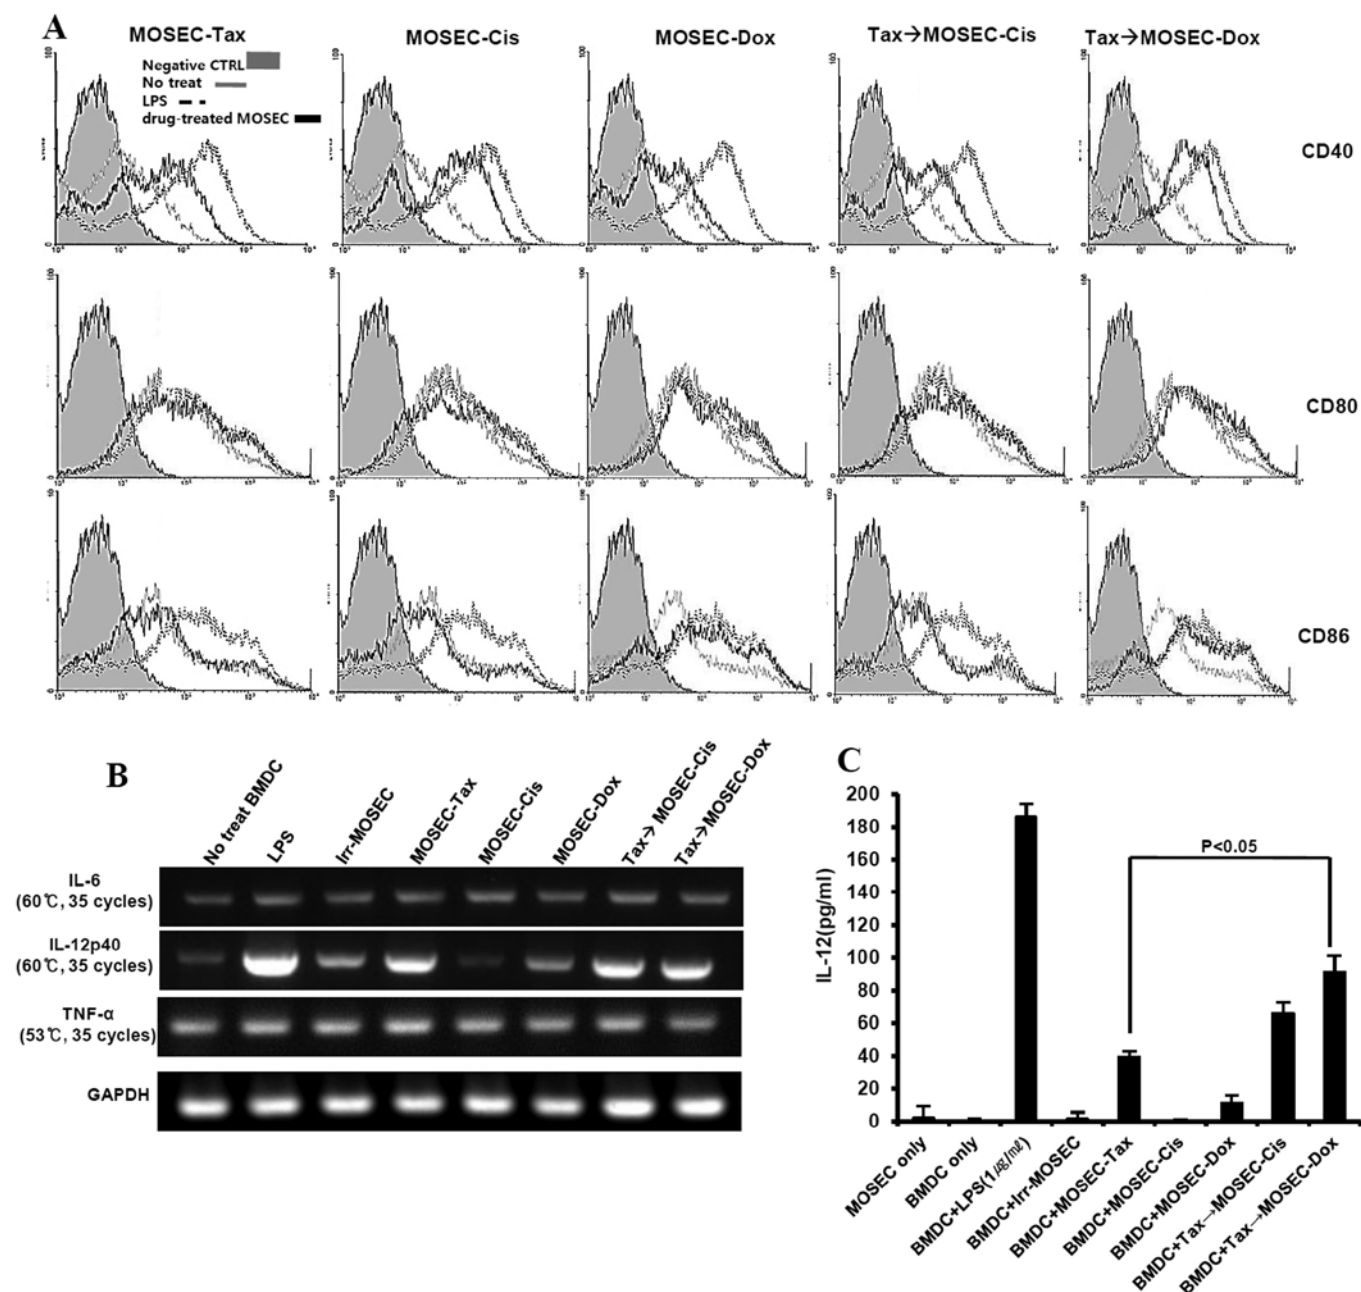 A
MOSEC-Tax
MOSEC-Cis
MOSEC-Dox
Tax→MOSEC-Cis
Tax→MOSEC-Dox
Negative CTRL
No treat
LPS
drug-treated MOSEC
CD40
CD80
CD86
B
No treat BMDC
LPS
Irr-MOSEC
MOSEC-Tax
MOSEC-Cis
MOSEC-Dox
Tax→ MOSEC-Cis
Tax→MOSEC-Dox
IL-6
(60℃, 35 cycles)
IL-12p40
(60℃, 35 cycles)
TNF-α
(53℃, 35 cycles)
GAPDH
C
IL-12(pg/ml)
200
180
160
140
120
100
80
60
40
20
0
P<0.05
MOSEC only
BMDC only
BMDC+LPS(1㎍/㎖)
BMDC+Irr-MOSEC
BMDC+MOSEC-Tax
BMDC+MOSEC-Cis
BMDC+MOSEC-Dox
BMDC+Tax→MOSEC-Cis
BMDC+Tax→MOSEC-Dox